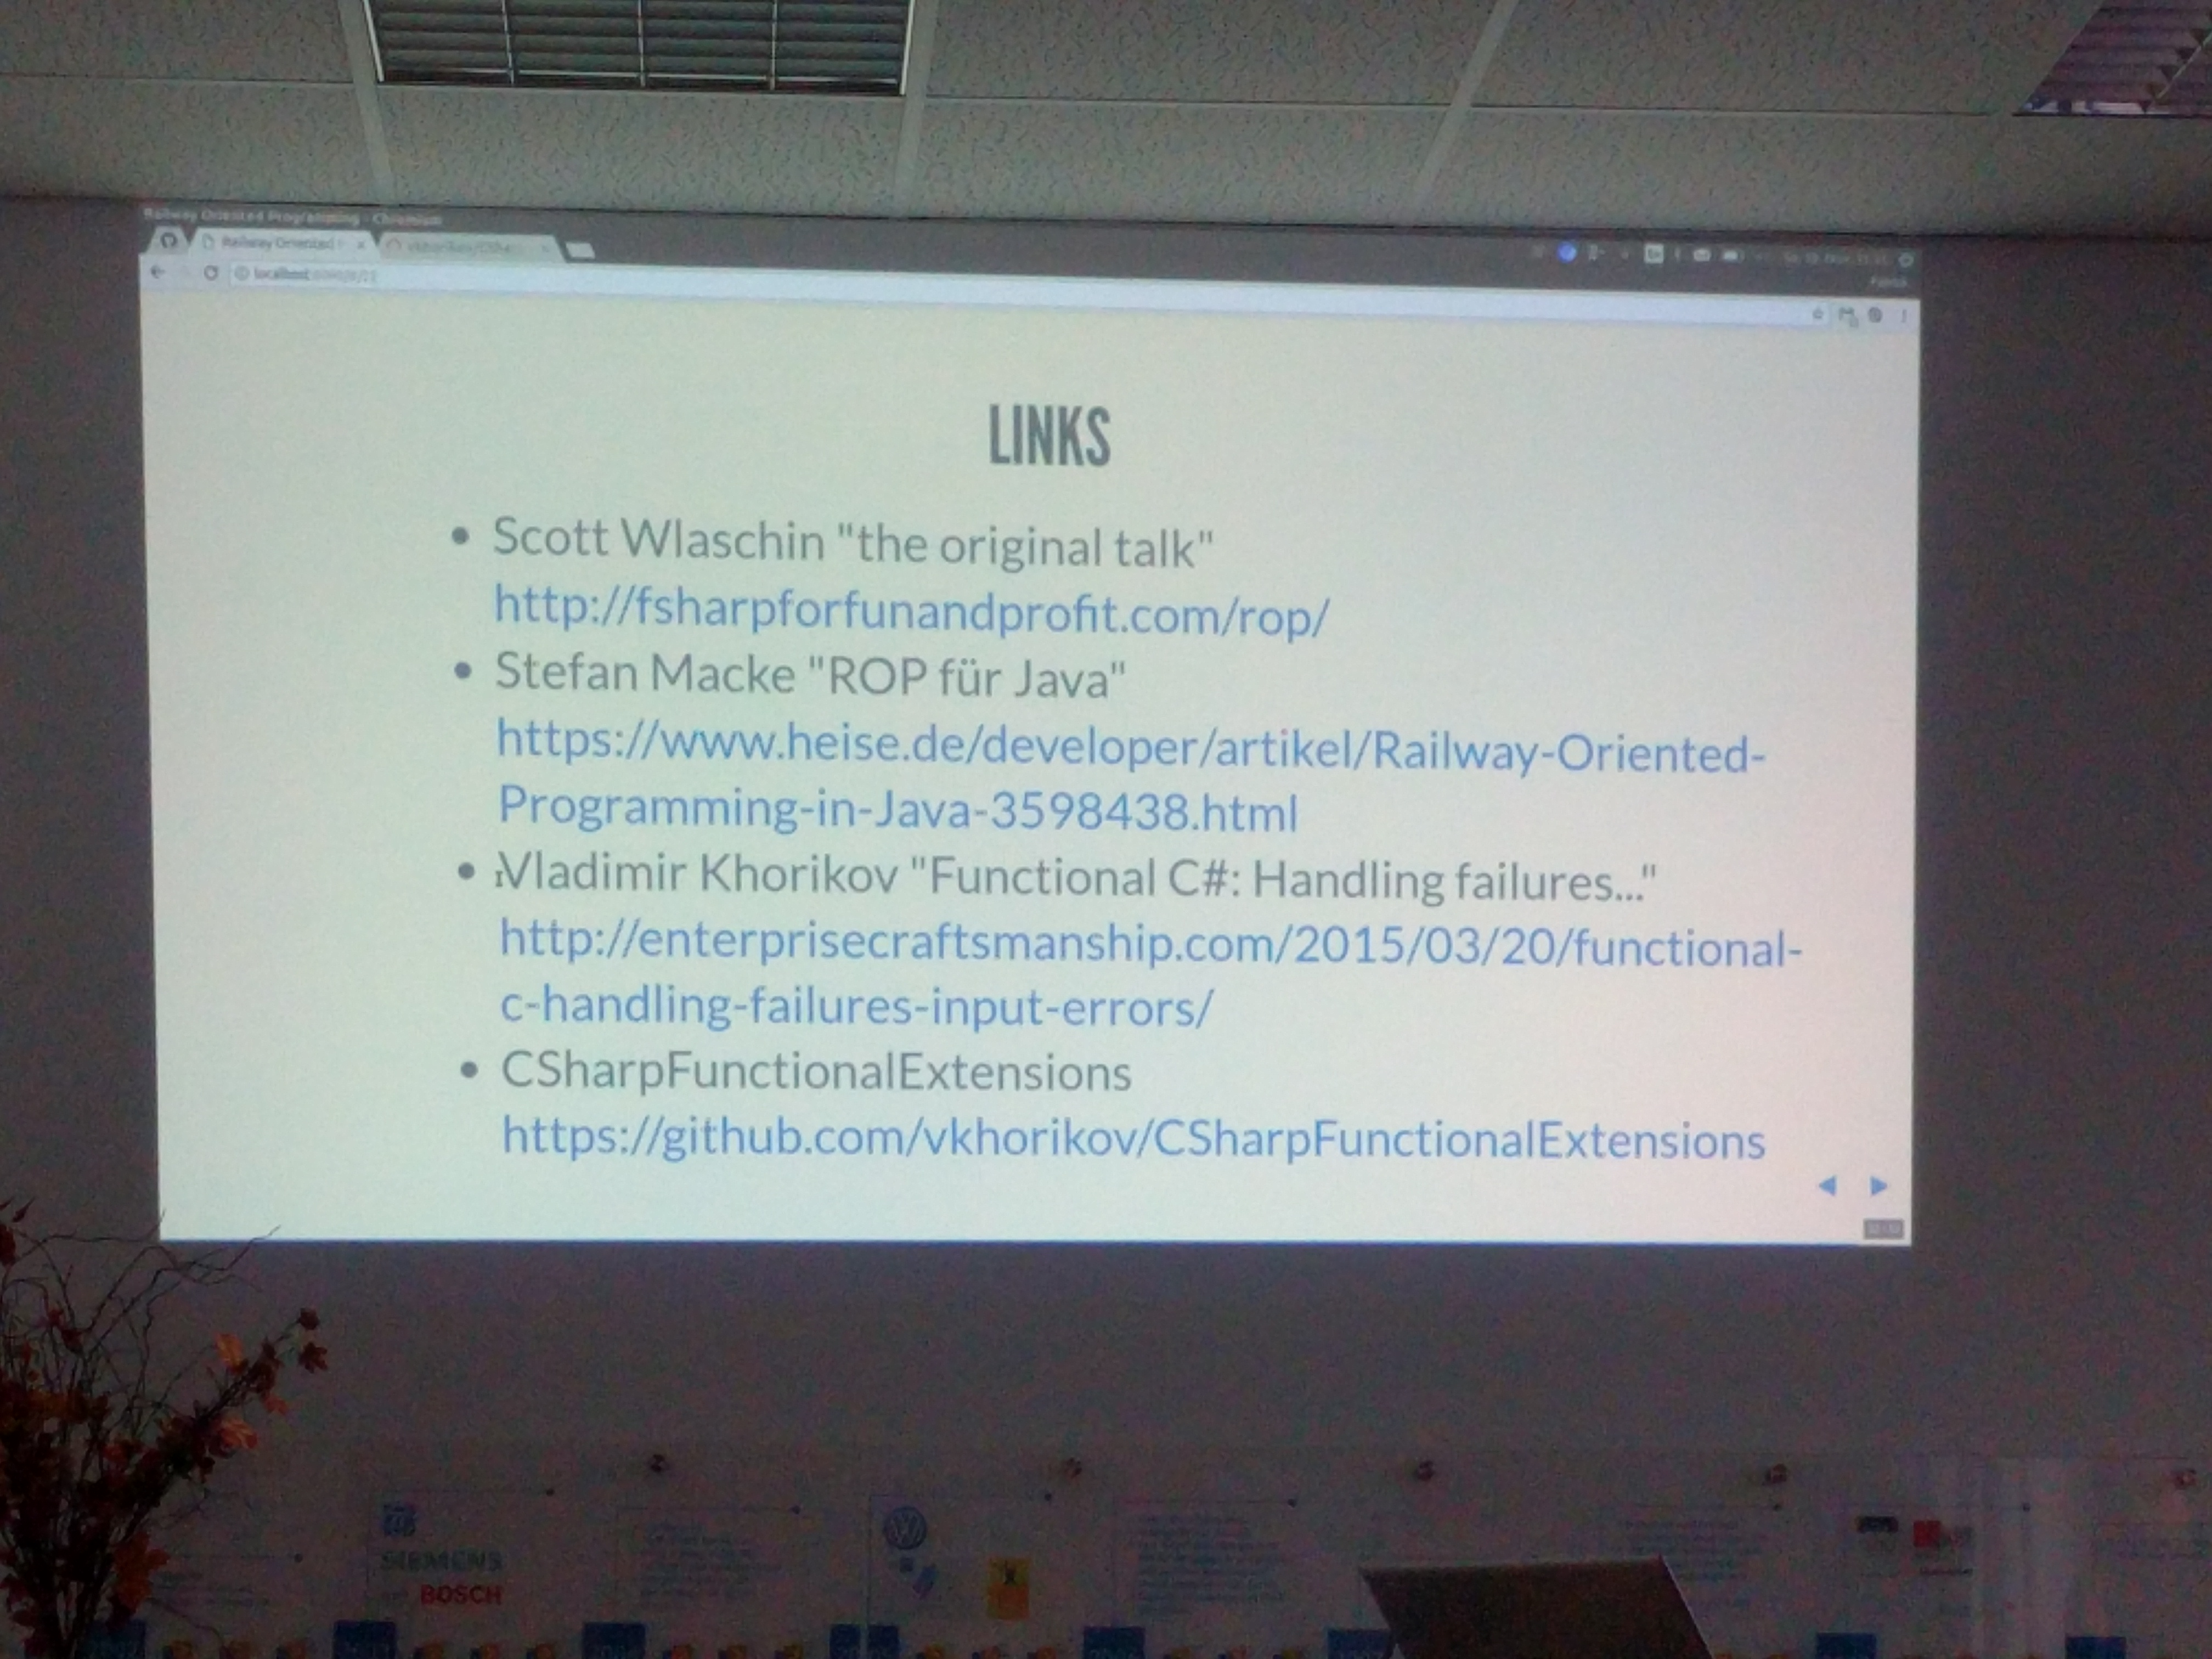 Railway Oriented Programming - Chromium
Railway Oriented
localhost
LINKS
• Scott Wlaschin "the original talk"
http://fsharpforfunandprofit.com/rop/
• Stefan Macke "ROP für Java"
https://www.heise.de/developer/artikel/Railway-Oriented-
Programming-in-Java-3598438.html
• Vladimir Khorikov "Functional C#: Handling failures..."
http://enterprisecraftsmanship.com/2015/03/20/functional-
c-handling-failures-input-errors/
• CSharpFunctionalExtensions
https://github.com/vkhorikov/CSharpFunctionalExtensions
SIEMENS
BOSCH